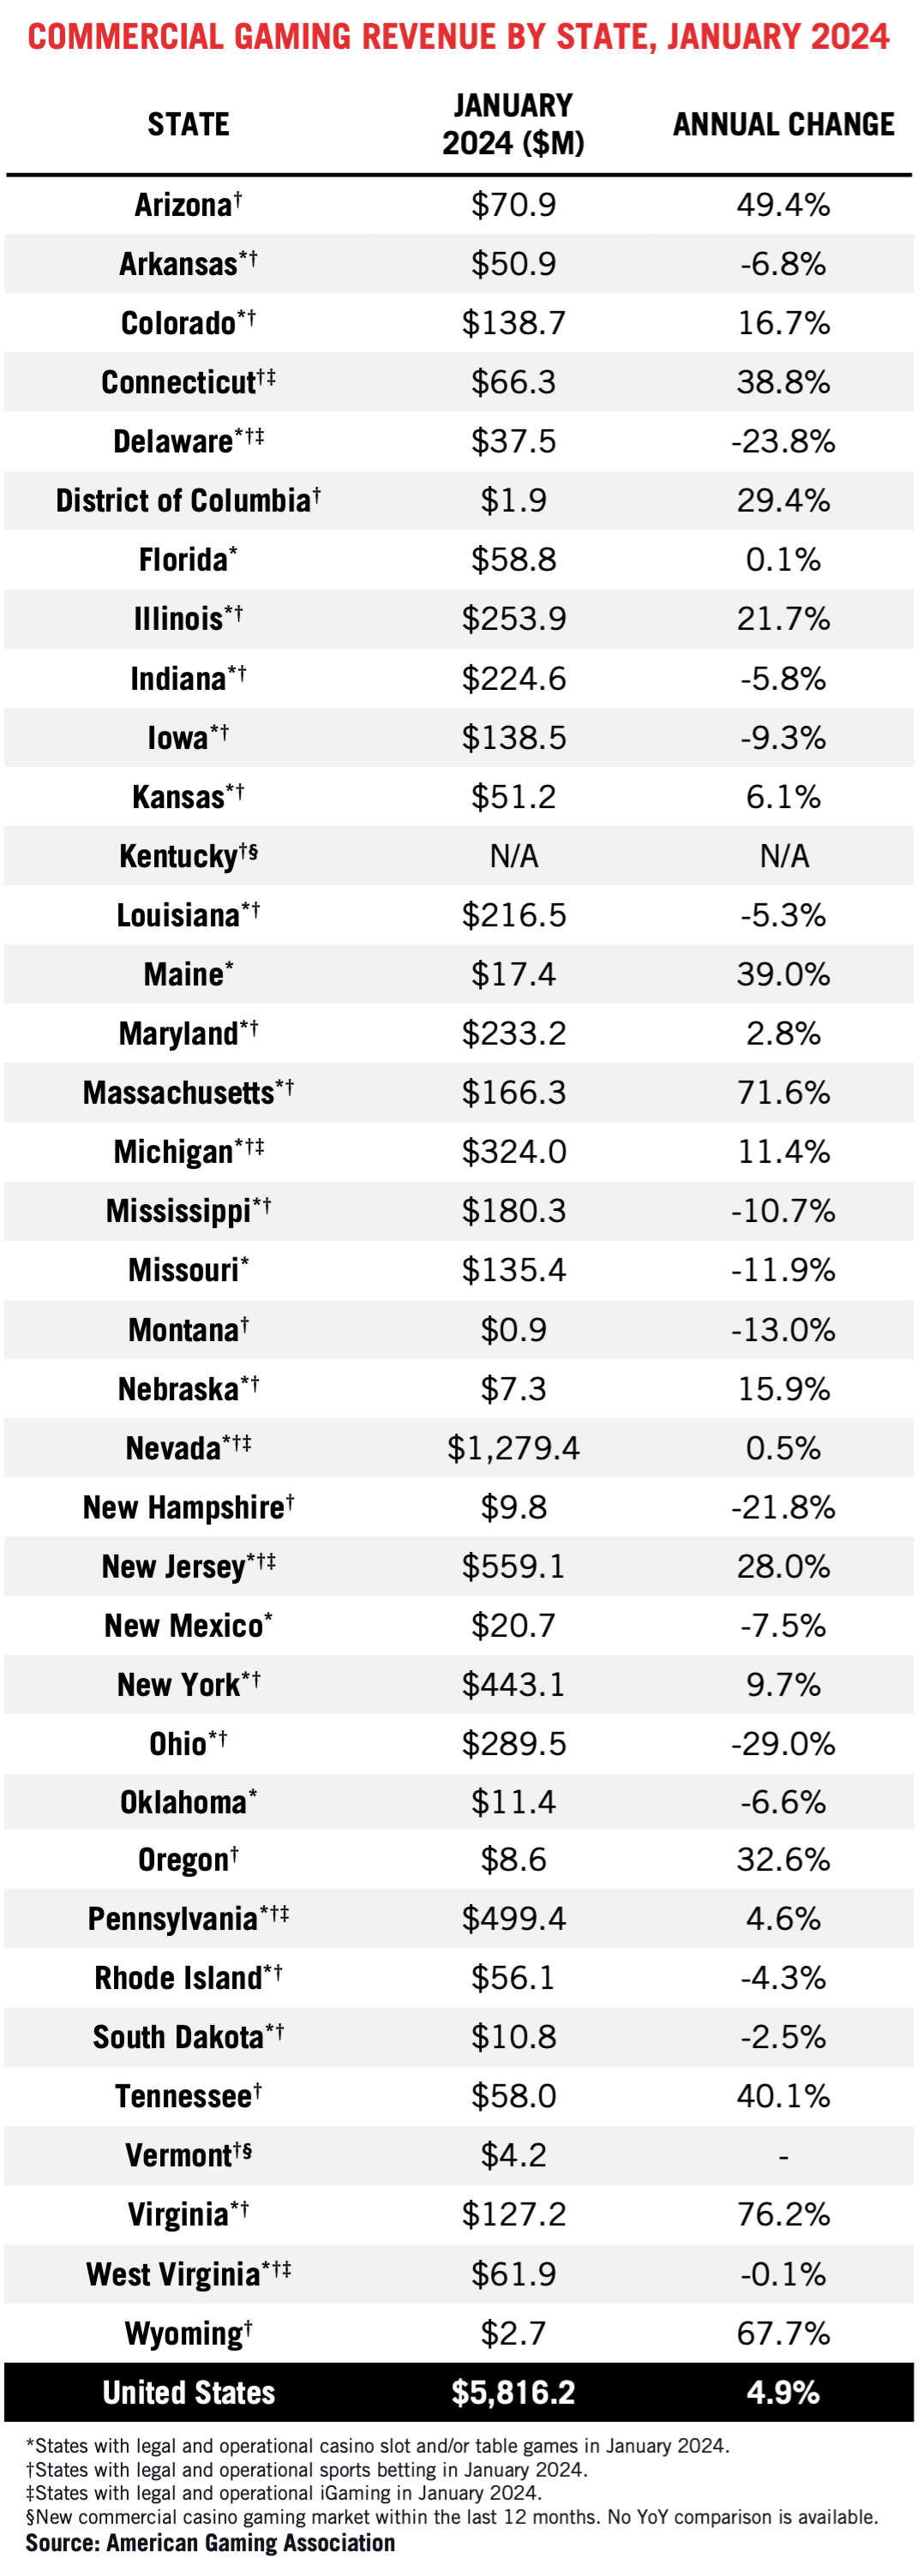 COMMERCIAL GAMING REVENUE BY STATE, JANUARY 2024
STATE JANUARY 2024 ($M) ANNUAL CHANGE
Arizona† $70.9 49.4%
Arkansas*† $50.9 -6.8%
Colorado*† $138.7 16.7%
Connecticut†‡ $66.3 38.8%
Delaware*†‡ $37.5 -23.8%
District of Columbia† $1.9 29.4%
Florida* $58.8 0.1%
Illinois*† $253.9 21.7%
Indiana*† $224.6 -5.8%
Iowa*† $138.5 -9.3%
Kansas*† $51.2 6.1%
Kentucky†§ N/A N/A
Louisiana*† $216.5 -5.3%
Maine* $17.4 39.0%
Maryland*† $233.2 2.8%
Massachusetts*† $166.3 71.6%
Michigan*†‡ $324.0 11.4%
Mississippi*† $180.3 -10.7%
Missouri* $135.4 -11.9%
Montana† $0.9 -13.0%
Nebraska*† $7.3 15.9%
Nevada*†‡ $1,279.4 0.5%
New Hampshire† $9.8 -21.8%
New Jersey*†‡ $559.1 28.0%
New Mexico* $20.7 -7.5%
New York*† $443.1 9.7%
Ohio*† $289.5 -29.0%
Oklahoma* $11.4 -6.6%
Oregon† $8.6 32.6%
Pennsylvania*†‡ $499.4 4.6%
Rhode Island*† $56.1 -4.3%
South Dakota*† $10.8 -2.5%
Tennessee† $58.0 40.1%
Vermont†§ $4.2 -
Virginia*† $127.2 76.2%
West Virginia*†‡ $61.9 -0.1%
Wyoming† $2.7 67.7%
United States $5,816.2 4.9%
*States with legal and operational casino slot and/or table games in January 2024.
†States with legal and operational sports betting in January 2024.
‡States with legal and operational iGaming in January 2024.
§New commercial casino gaming market within the last 12 months. No YoY comparison is available.
Source: American Gaming Association